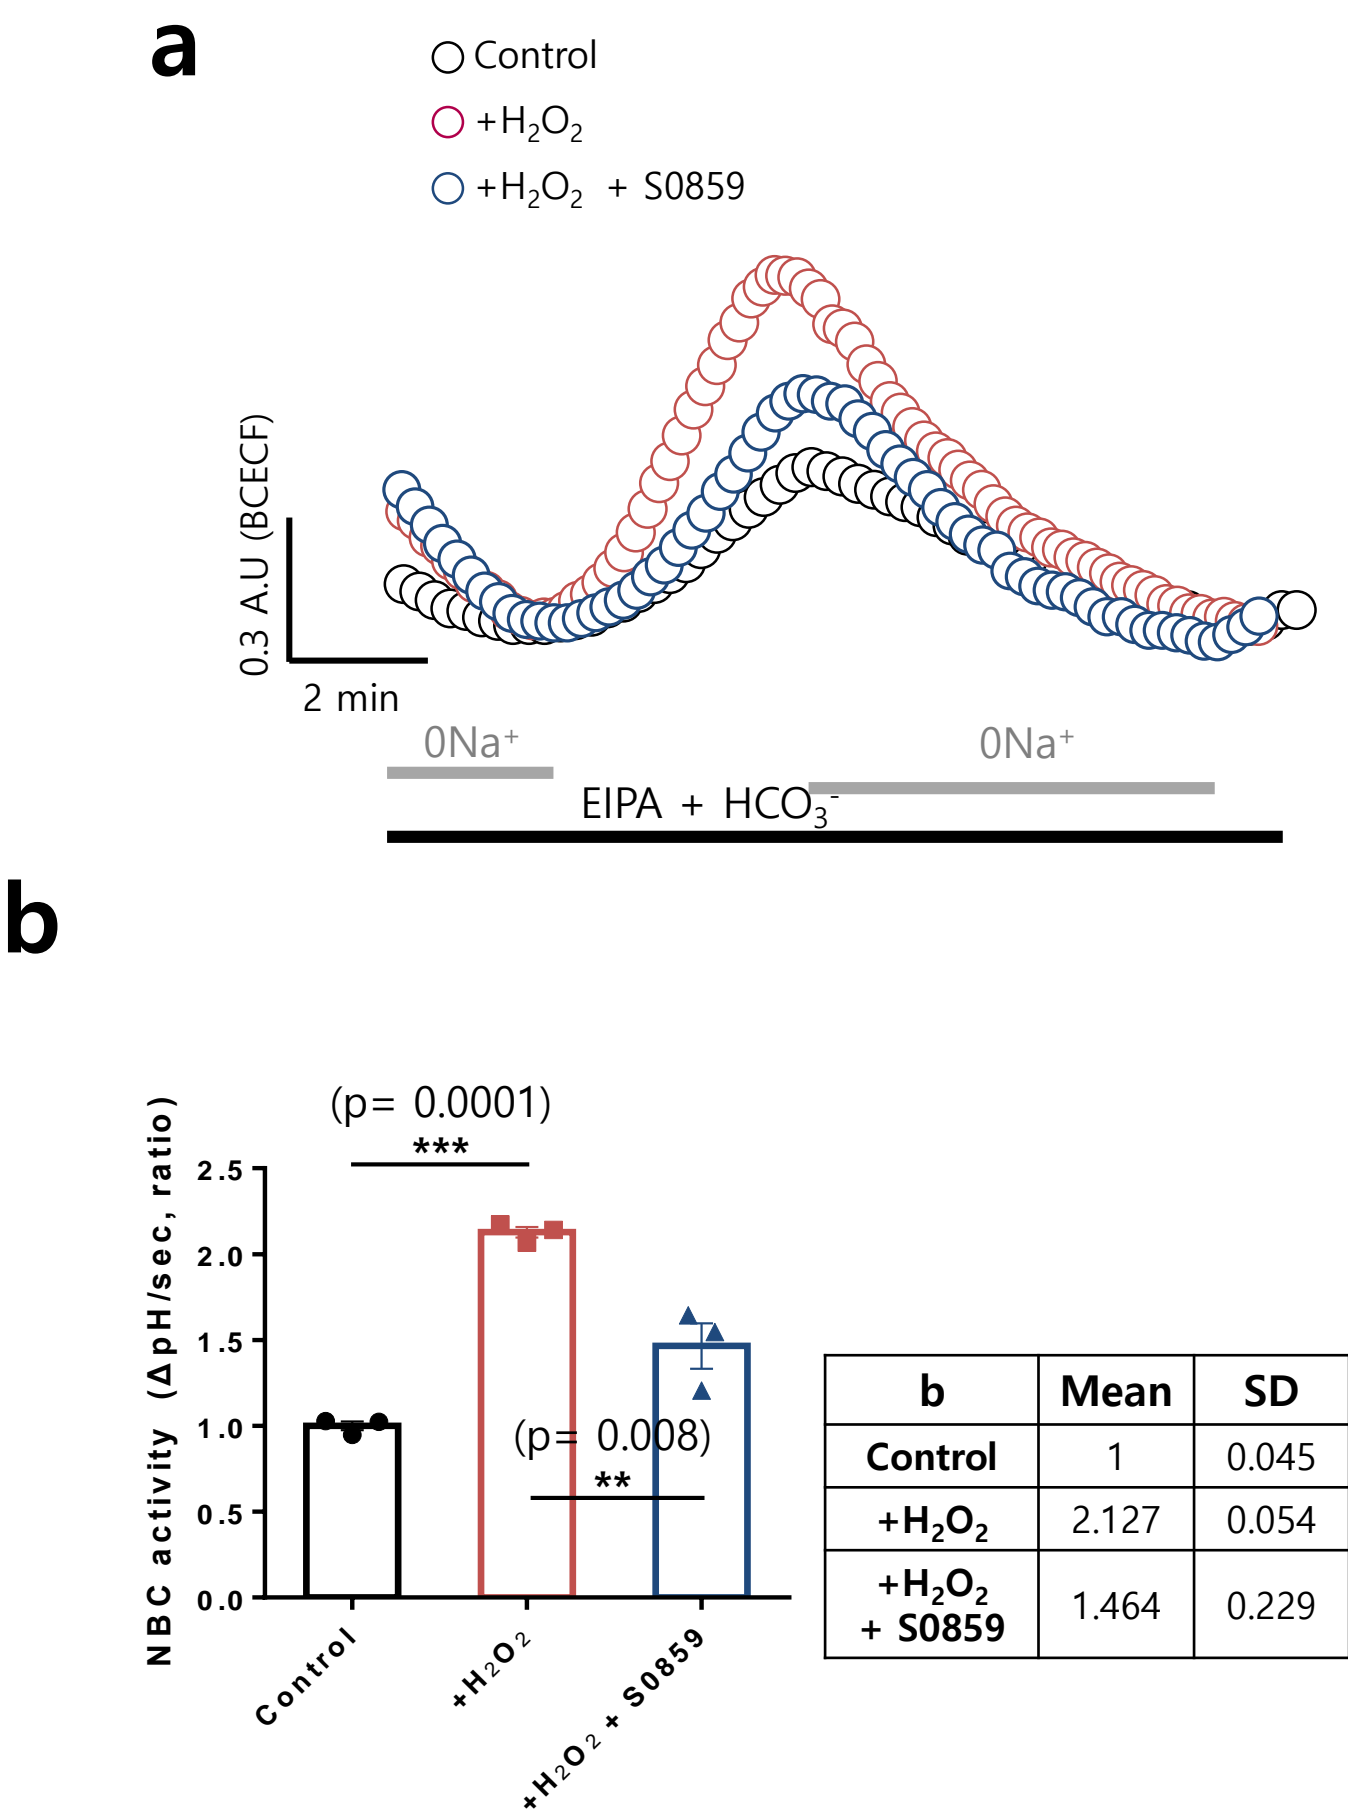 a
Control
+H₂O₂
+H₂O₂ + S0859
0.3 A.U (BCECF)
2 min
0Na⁺
0Na⁺
EIPA + HCO₃⁻
b
(p= 0.0001)
***
NBC activity (ΔpH/sec, ratio)
2.5
2.0
1.5
1.0
0.5
0.0
(p= 0.008)
**
Control
+H₂O₂
+H₂O₂ + S0859
b Mean SD
Control 1 0.045
+H₂O₂ 2.127 0.054
+H₂O₂
+ S0859 1.464 0.229